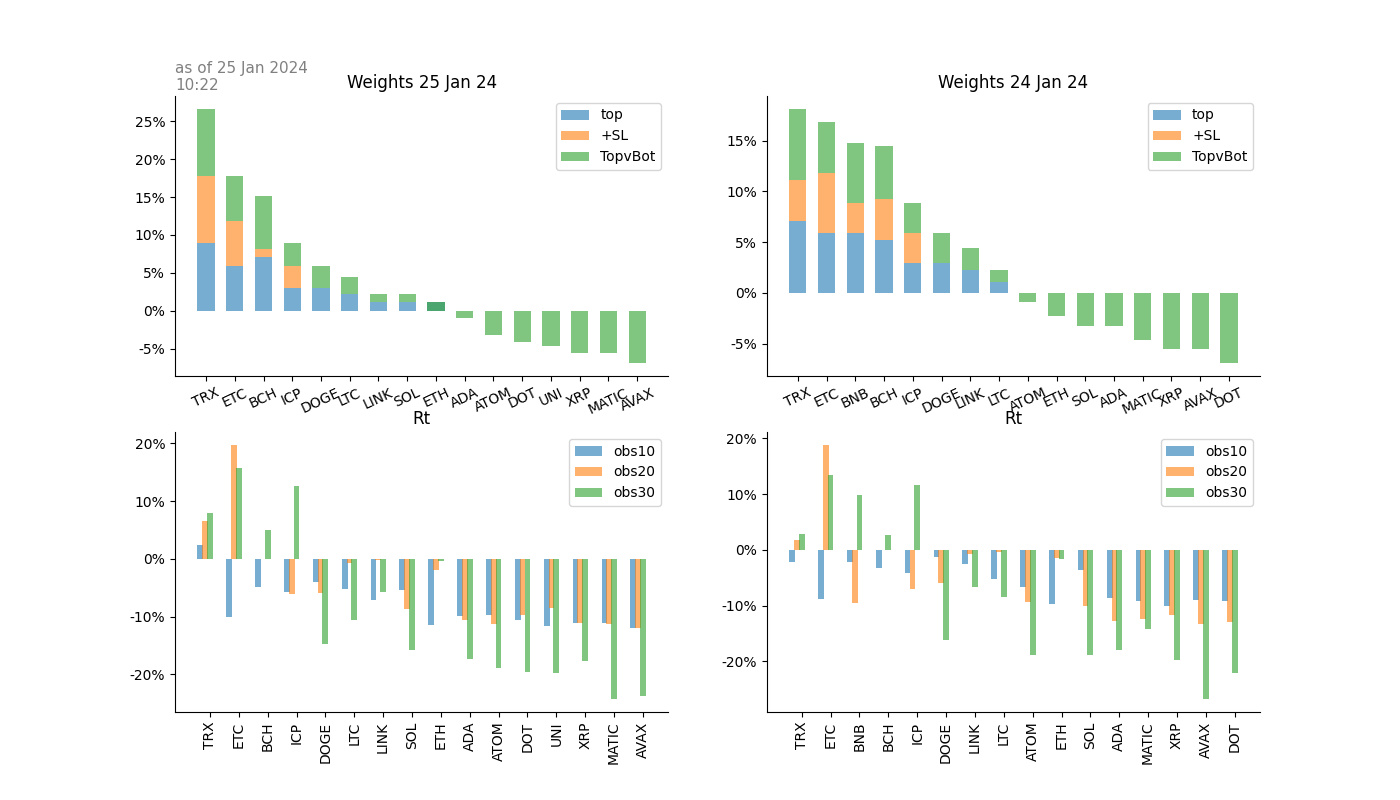 as of 25 Jan 2024
10:22
Weights 25 Jan 24
25%
20%
15%
10%
5%
0%
-5%
top
+SL
TopvBot
TRX ETC BCH ICP DOGE LTC LINK SOL ETH ADA ATOM DOT UNI XRP MATIC AVAX
Weights 24 Jan 24
15%
10%
5%
0%
-5%
top
+SL
TopvBot
TRX ETC BNB BCH ICP DOGE LINK LTC ATOM ETH SOL ADA MATIC XRP AVAX DOT
Rt
20%
10%
0%
-10%
-20%
obs10
obs20
obs30
TRX ETC BCH ICP DOGE LTC LINK SOL ETH ADA ATOM DOT UNI XRP MATIC AVAX
Rt
20%
10%
0%
-10%
-20%
obs10
obs20
obs30
TRX ETC BNB BCH ICP DOGE LINK LTC ATOM ETH SOL ADA MATIC XRP AVAX DOT